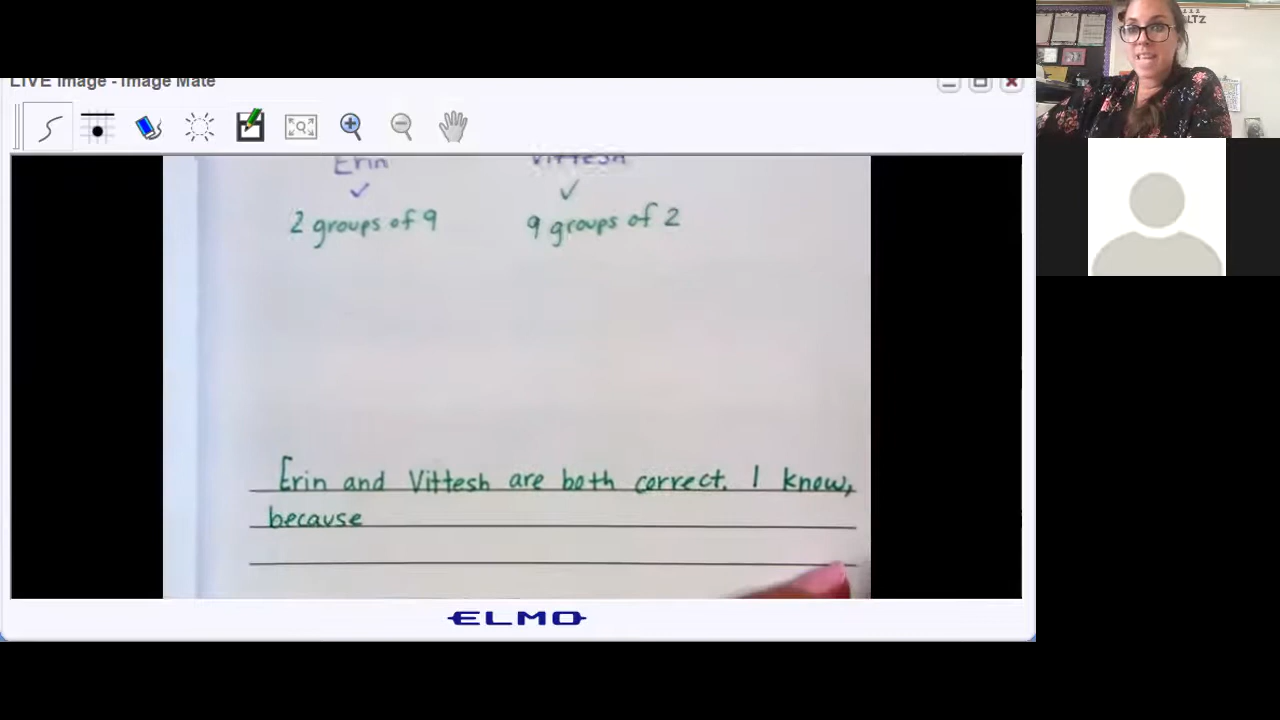 LIVE Image - Image Mate
Erin Vittesh
✓ ✓
2 groups of 9 9 groups of 2
Erin and Vittesh are both correct. I know,
because
ELMO